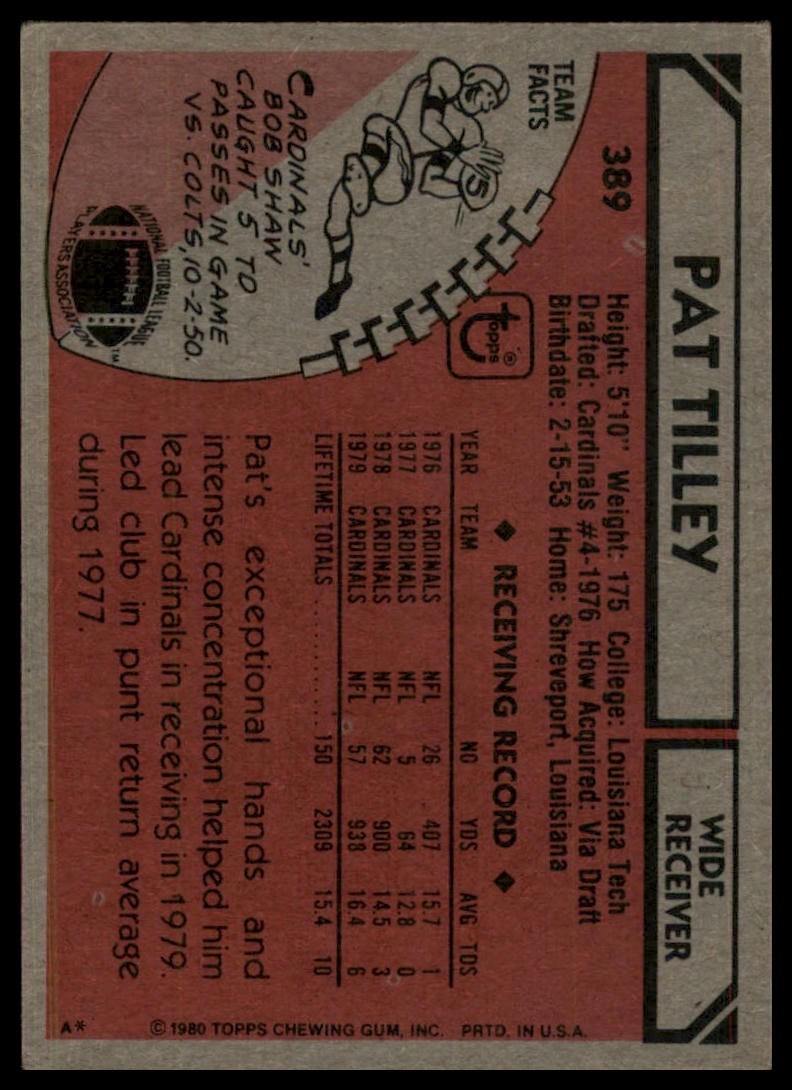 PAT TILLEY
WIDE
RECEIVER
389
Height: 5'10" Weight: 175 College: Louisiana Tech
Drafted: Cardinals #4-1976 How Acquired: Via Draft
Birthdate: 2-15-53 Home: Shreveport, Louisiana
TEAM
FACTS
5
CARDINALS'
BOB SHAW
CAUGHT 5 TD
PASSES IN GAME
VS. COLTS, 10-2-50.
NATIONAL FOOTBALL LEAGUE
PLAYERS ASSOCIATION
TM
topps®
◆ RECEIVING RECORD ◆
YEAR TEAM NO YDS AVG TDS
1976 CARDINALS NFL 26 407 15.7 1
1977 CARDINALS NFL 5 64 12.8 0
1978 CARDINALS NFL 62 900 14.5 3
1979 CARDINALS NFL 57 938 16.4 6
LIFETIME TOTALS .......... 150 2309 15.4 10
Pat's exceptional hands and
intense concentration helped him
lead Cardinals in receiving in 1979.
Led club in punt return average
during 1977.
A* © 1980 TOPPS CHEWING GUM, INC. PRTD. IN U.S.A.